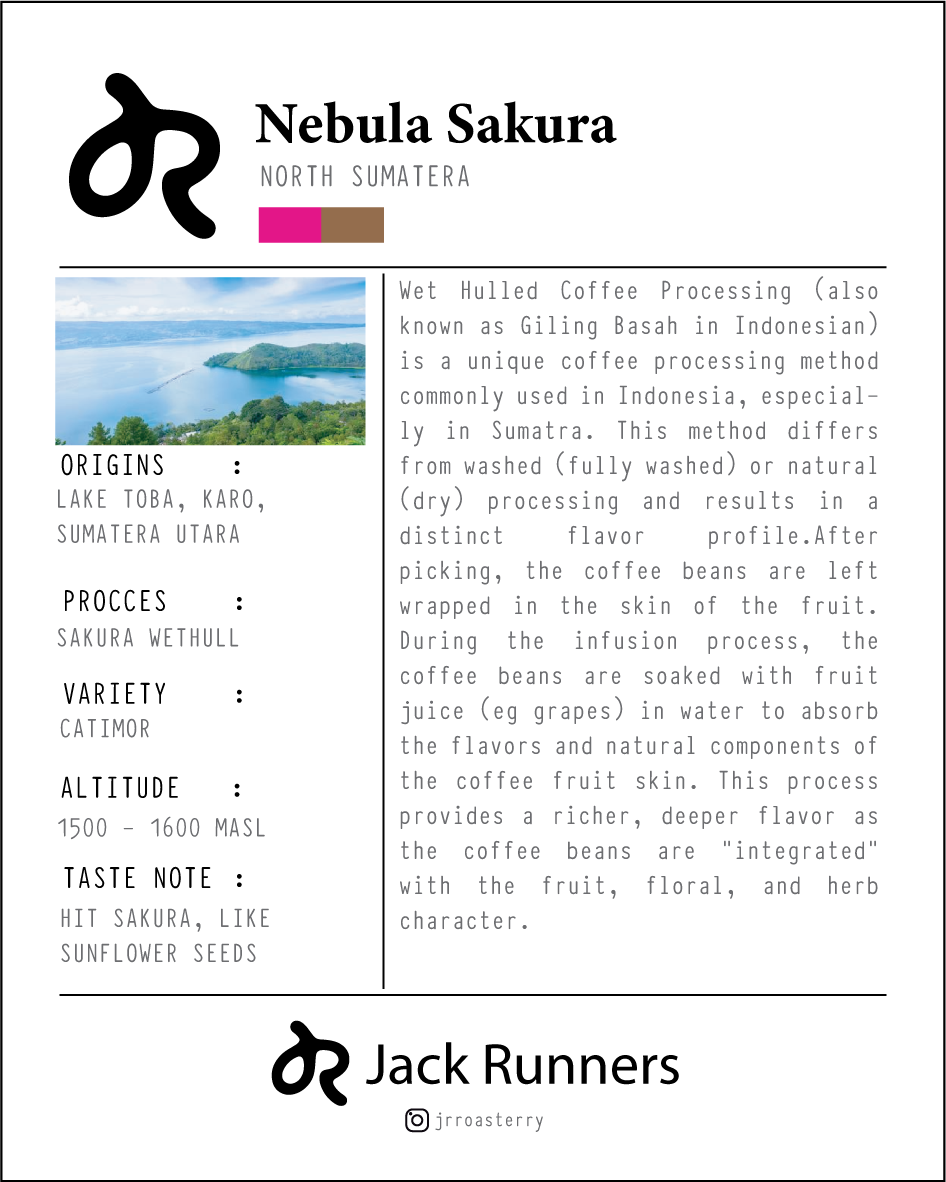 Nebula Sakura
NORTH SUMATERA
ORIGINS :
LAKE TOBA, KARO,
SUMATERA UTARA
PROCCES :
SAKURA WETHULL
VARIETY :
CATIMOR
ALTITUDE :
1500 - 1600 MASL
TASTE NOTE :
HIT SAKURA, LIKE
SUNFLOWER SEEDS
Wet Hulled Coffee Processing (also
known as Giling Basah in Indonesian)
is a unique coffee processing method
commonly used in Indonesia, especial-
ly in Sumatra. This method differs
from washed (fully washed) or natural
(dry) processing and results in a
distinct flavor profile.After
picking, the coffee beans are left
wrapped in the skin of the fruit.
During the infusion process, the
coffee beans are soaked with fruit
juice (eg grapes) in water to absorb
the flavors and natural components of
the coffee fruit skin. This process
provides a richer, deeper flavor as
the coffee beans are "integrated"
with the fruit, floral, and herb
character.
Jack Runners
jrroasterry